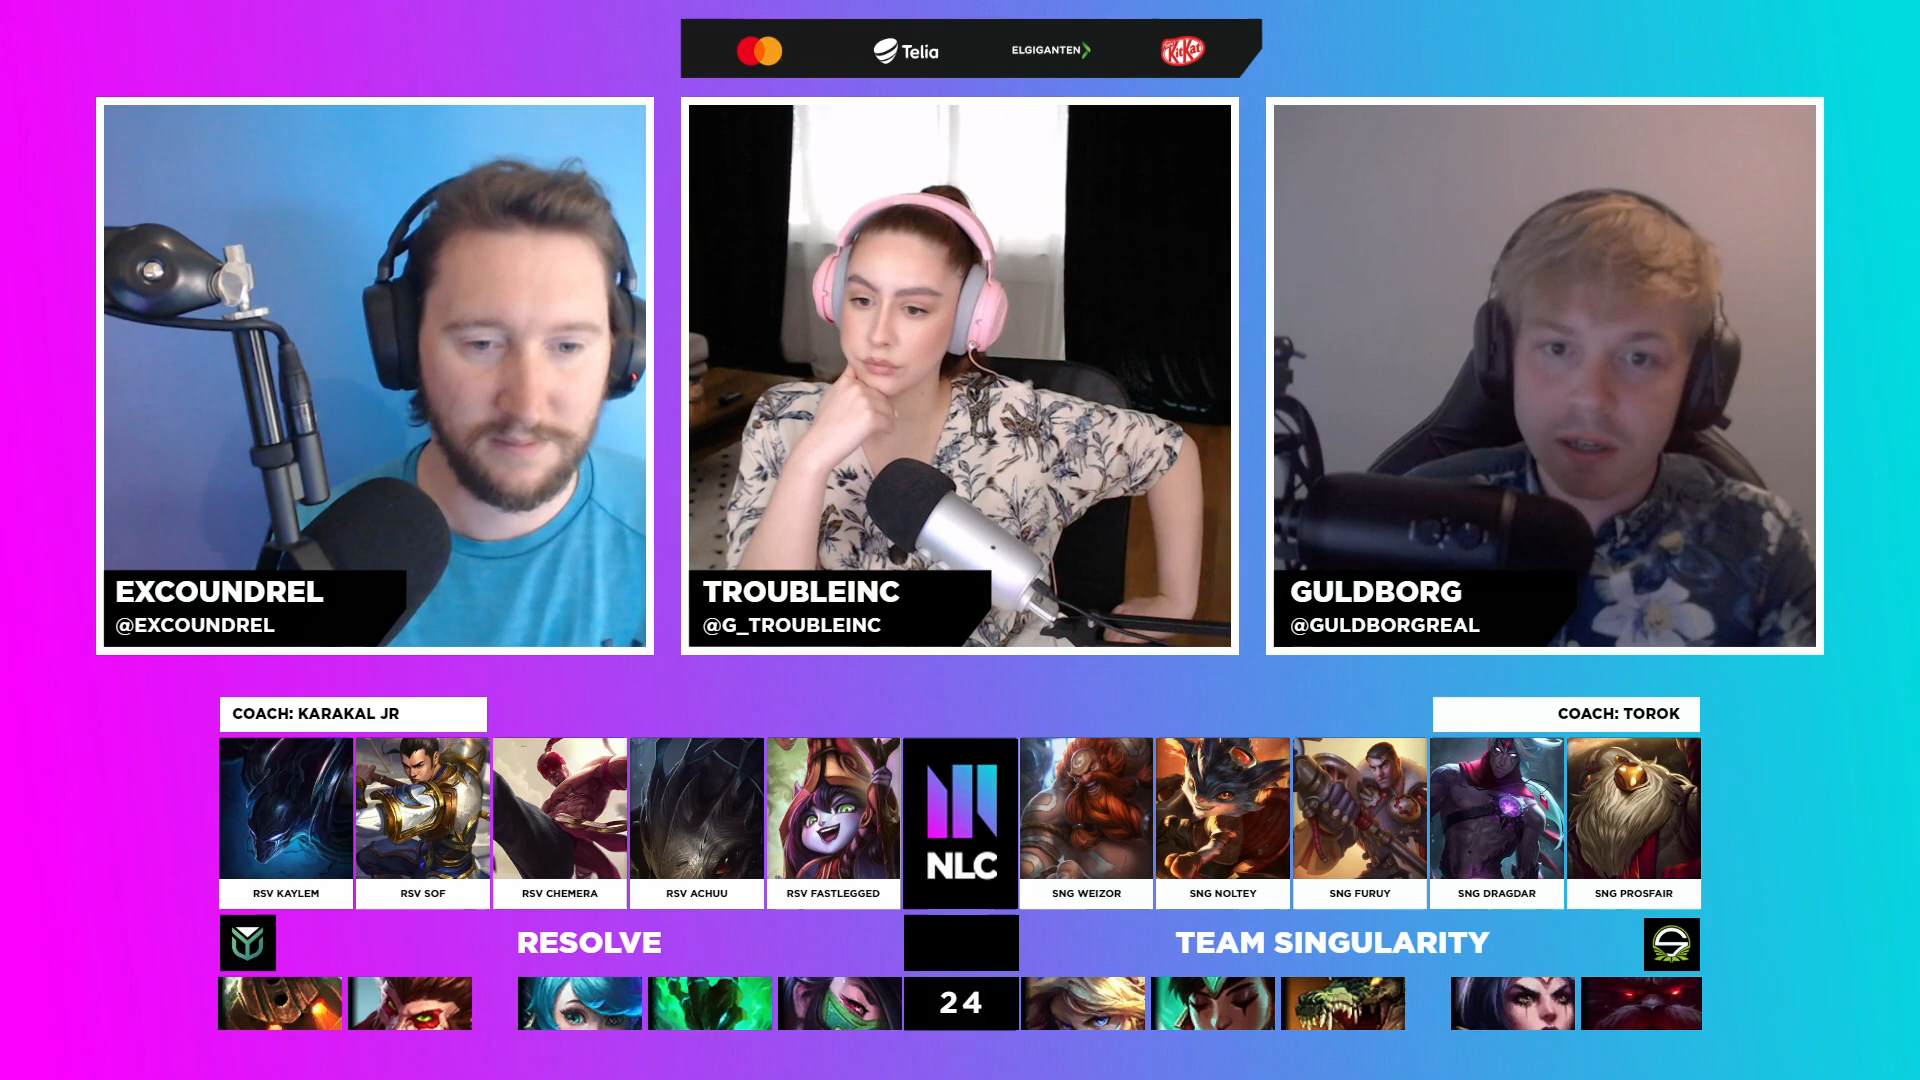 Telia
ELGIGANTEN
KitKat
EXCOUNDREL
@EXCOUNDREL
TROUBLEINC
@G_TROUBLEINC
GULDBORG
@GULDBORGREAL
COACH: KARAKAL JR
COACH: TOROK
NLC
RSV KAYLEM
RSV SOF
RSV CHEMERA
RSV ACHUU
RSV FASTLEGGED
SNG WEIZOR
SNG NOLTEY
SNG FURUY
SNG DRAGDAR
SNG PROSFAIR
RESOLVE
TEAM SINGULARITY
24